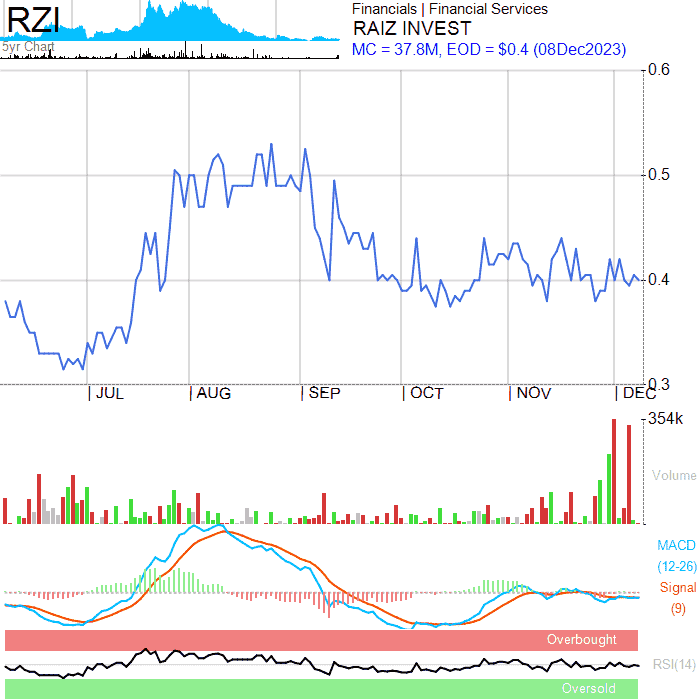 RZI
5yr Chart
Financials | Financial Services
RAIZ INVEST
MC = 37.8M, EOD = $0.4 (08Dec2023)
0.6
0.5
0.4
0.3
JUL AUG SEP OCT NOV DEC
354k
Volume
MACD
(12-26)
Signal
(9)
Overbought
RSI(14)
Oversold